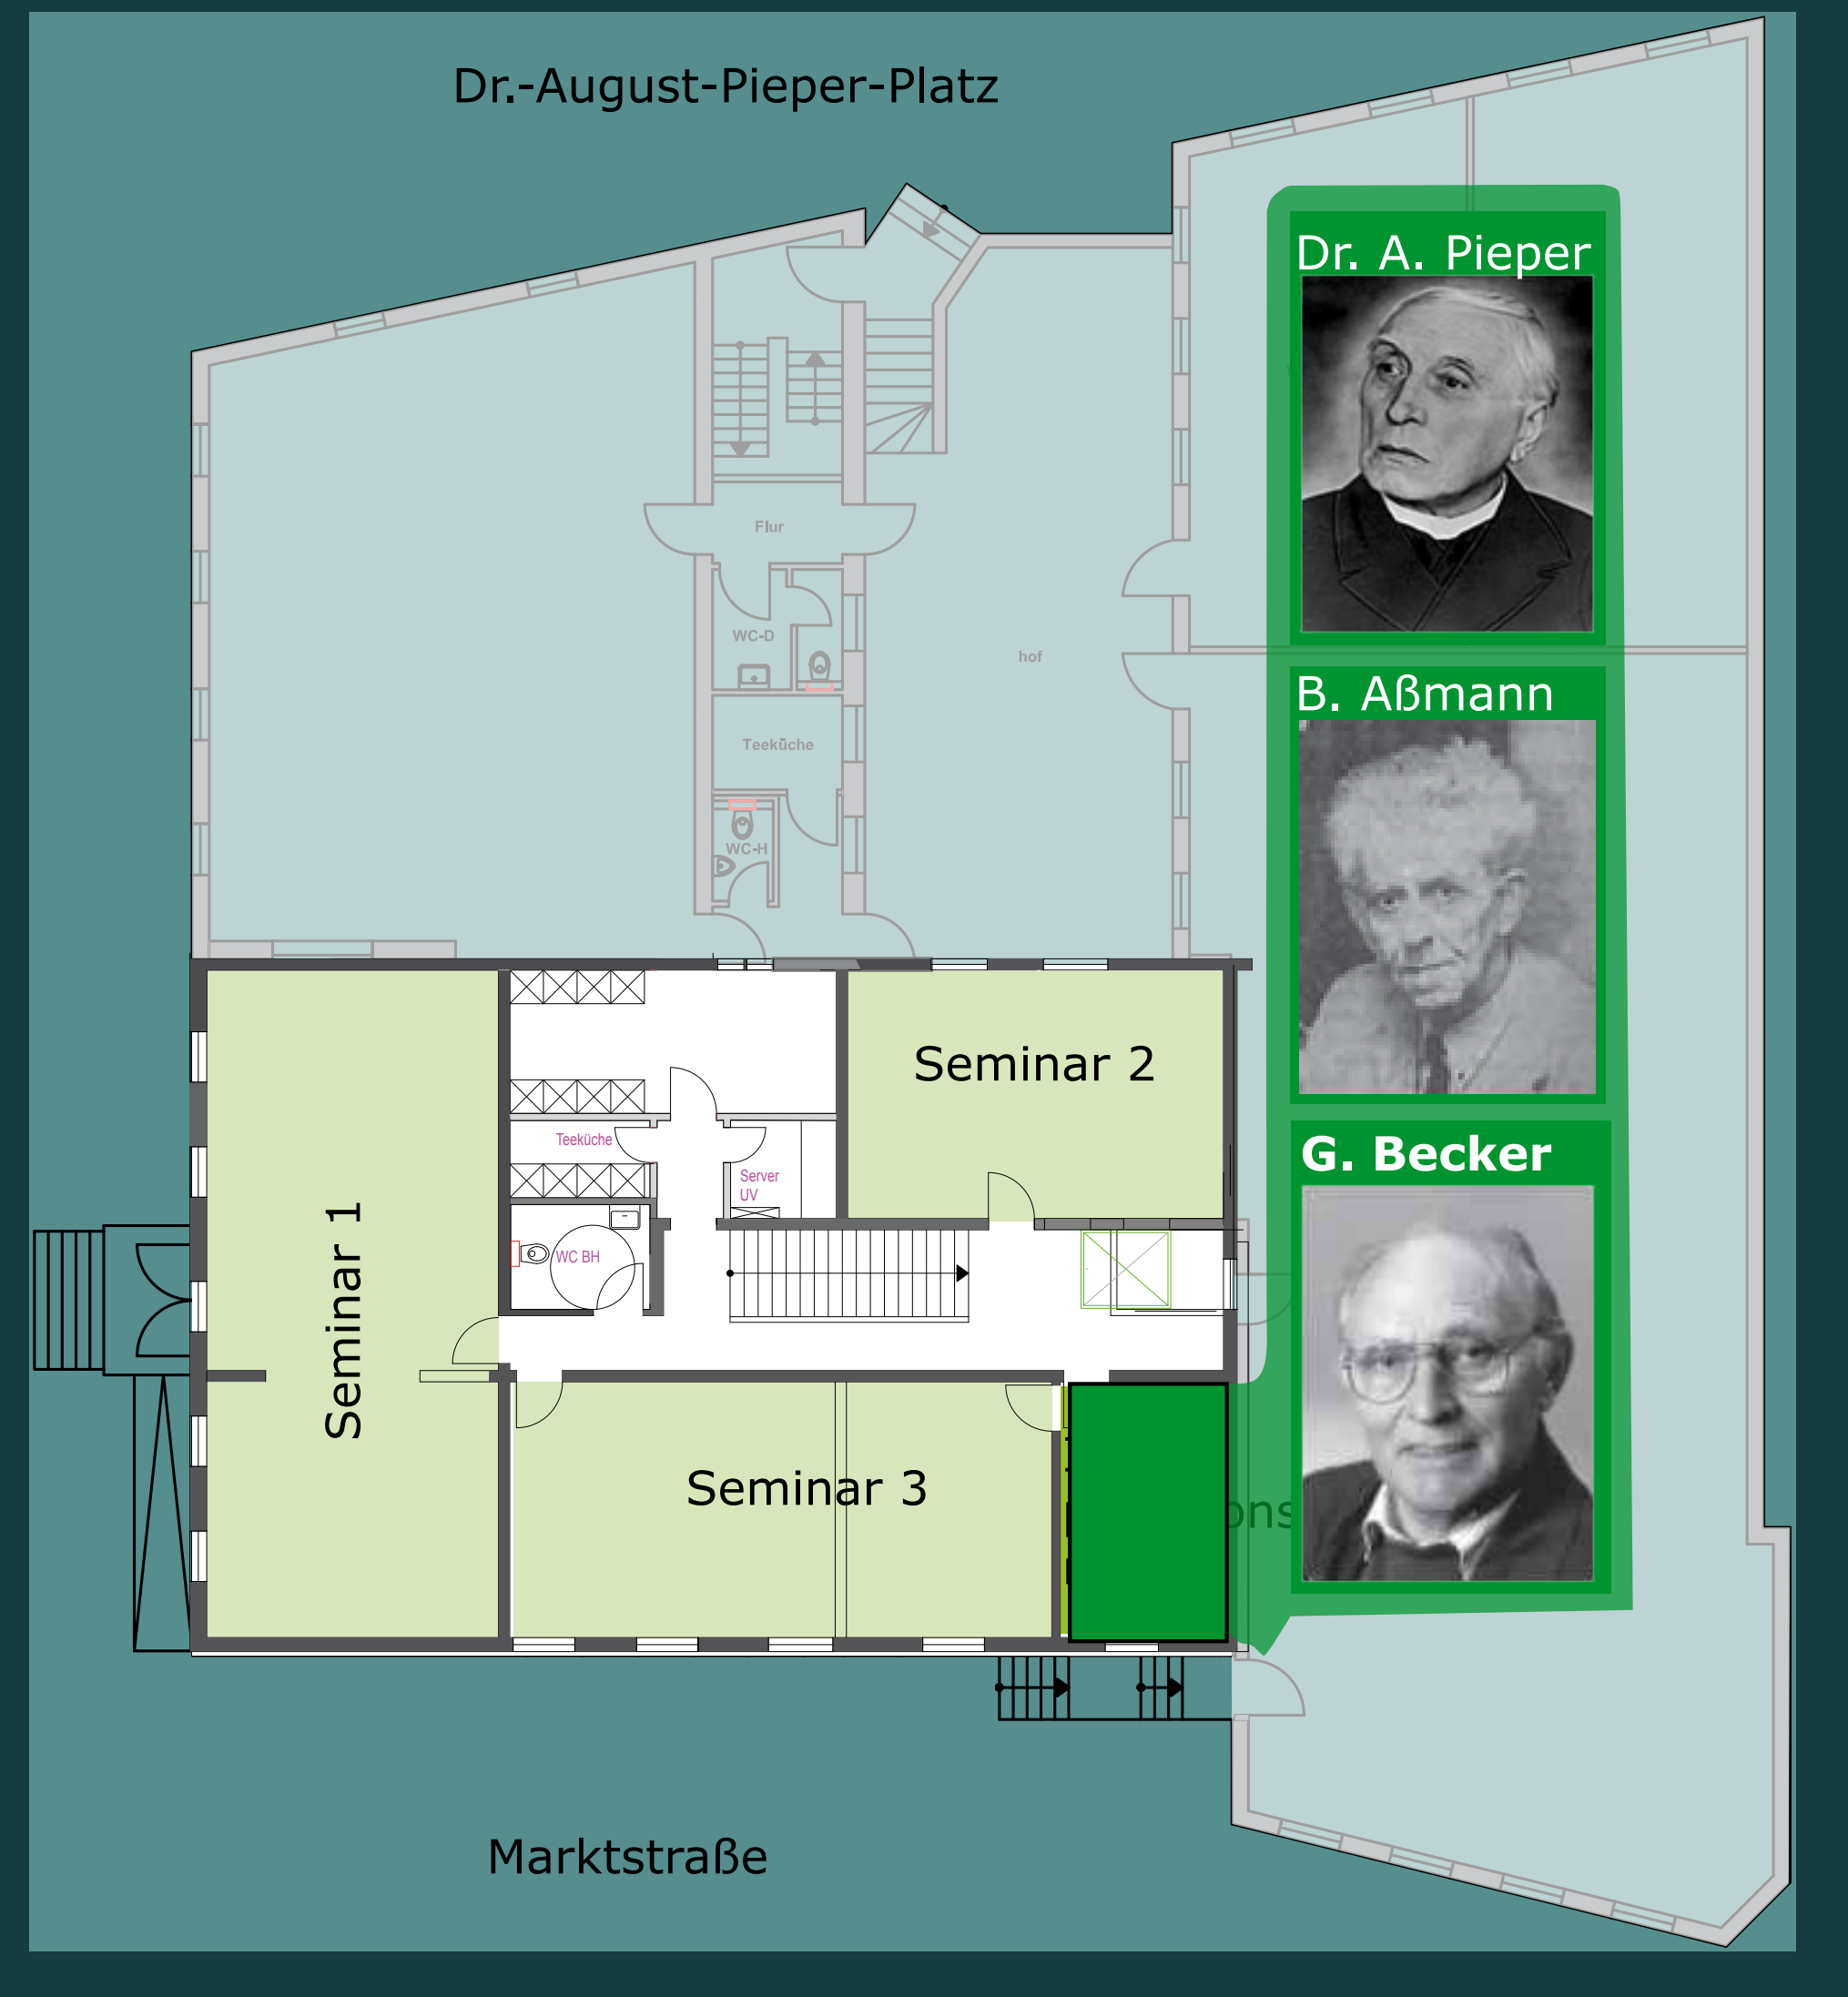 Dr.-August-Pieper-Platz
Dr. A. Pieper
Flur
WC-D
hof
B. Aßmann
Teeküche
WC-H
Seminar 2
Teeküche
Server
UV
G. Becker
WC BH
Seminar 1
Seminar 3
ons
Marktstraße